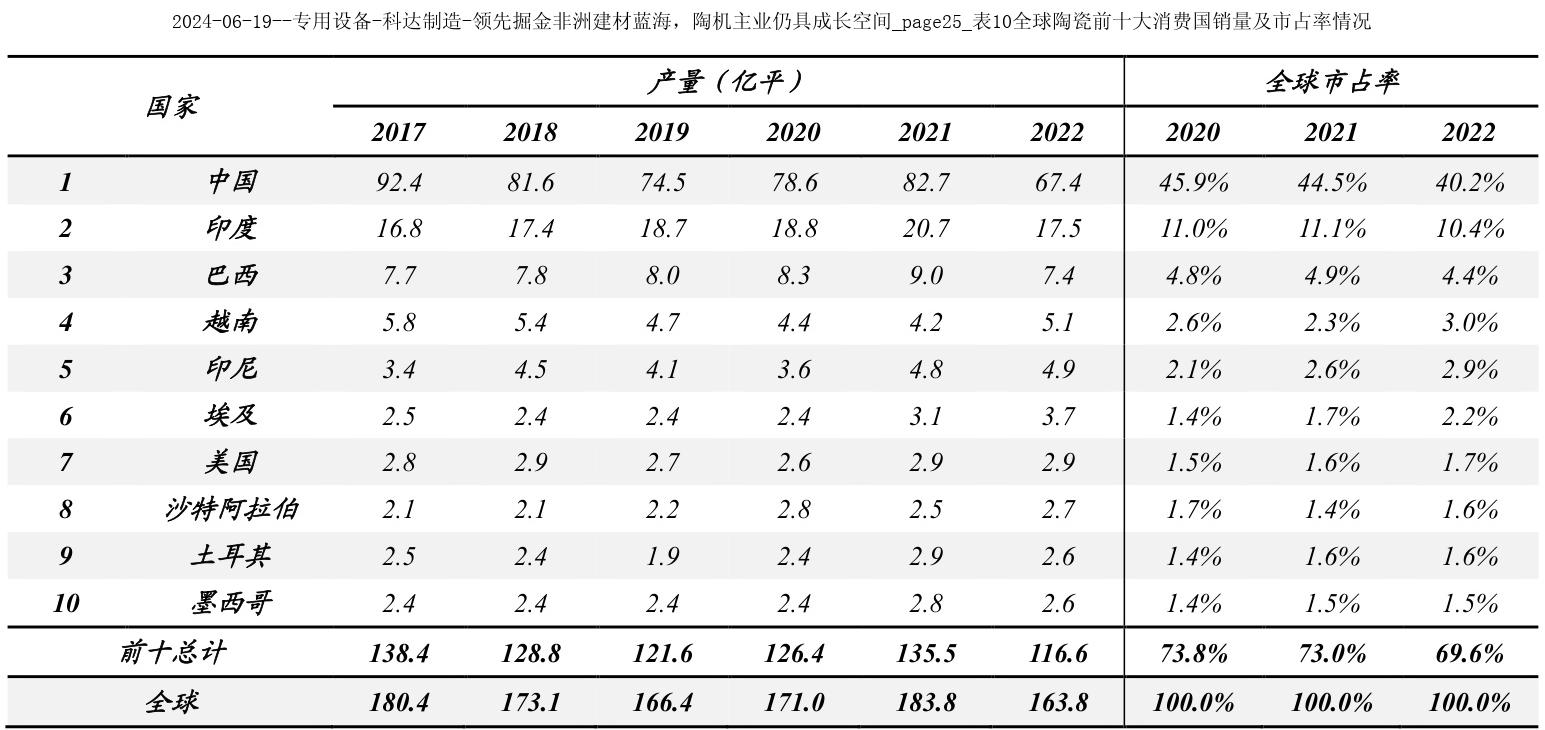 2024-06-19--专用设备-科达制造-领先掘金非洲建材蓝海，陶机主业仍具成长空间_page25_表10全球陶瓷前十大消费国销量及市占率情况
国家 产量（亿平） 全球市占率
2017 2018 2019 2020 2021 2022 2020 2021 2022
1 中国 92.4 81.6 74.5 78.6 82.7 67.4 45.9% 44.5% 40.2%
2 印度 16.8 17.4 18.7 18.8 20.7 17.5 11.0% 11.1% 10.4%
3 巴西 7.7 7.8 8.0 8.3 9.0 7.4 4.8% 4.9% 4.4%
4 越南 5.8 5.4 4.7 4.4 4.2 5.1 2.6% 2.3% 3.0%
5 印尼 3.4 4.5 4.1 3.6 4.8 4.9 2.1% 2.6% 2.9%
6 埃及 2.5 2.4 2.4 2.4 3.1 3.7 1.4% 1.7% 2.2%
7 美国 2.8 2.9 2.7 2.6 2.9 2.9 1.5% 1.6% 1.7%
8 沙特阿拉伯 2.1 2.1 2.2 2.8 2.5 2.7 1.7% 1.4% 1.6%
9 土耳其 2.5 2.4 1.9 2.4 2.9 2.6 1.4% 1.6% 1.6%
10 墨西哥 2.4 2.4 2.4 2.4 2.8 2.6 1.4% 1.5% 1.5%
前十总计 138.4 128.8 121.6 126.4 135.5 116.6 73.8% 73.0% 69.6%
全球 180.4 173.1 166.4 171.0 183.8 163.8 100.0% 100.0% 100.0%